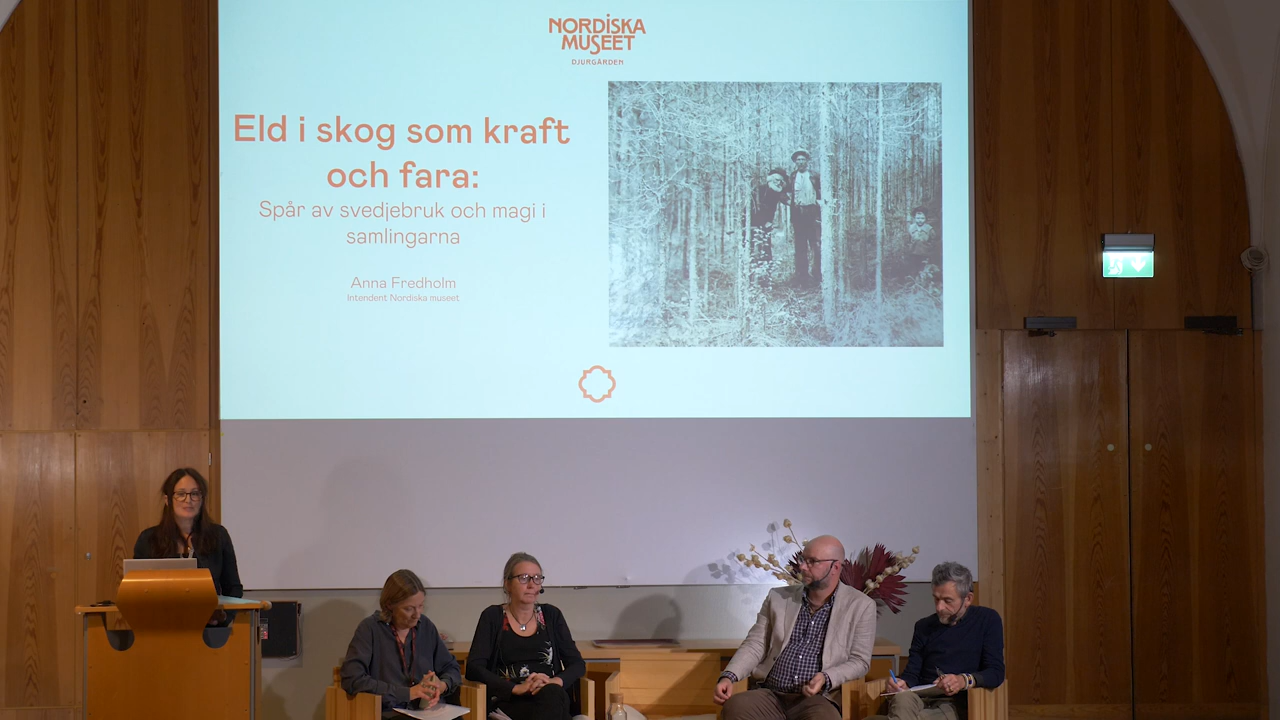 NORDISKA
MUSEET
DJURGÅRDEN
Eld i skog som kraft
och fara:
Spår av svedjebruk och magi i
samlingarna
Anna Fredholm
Intendent Nordiska museet